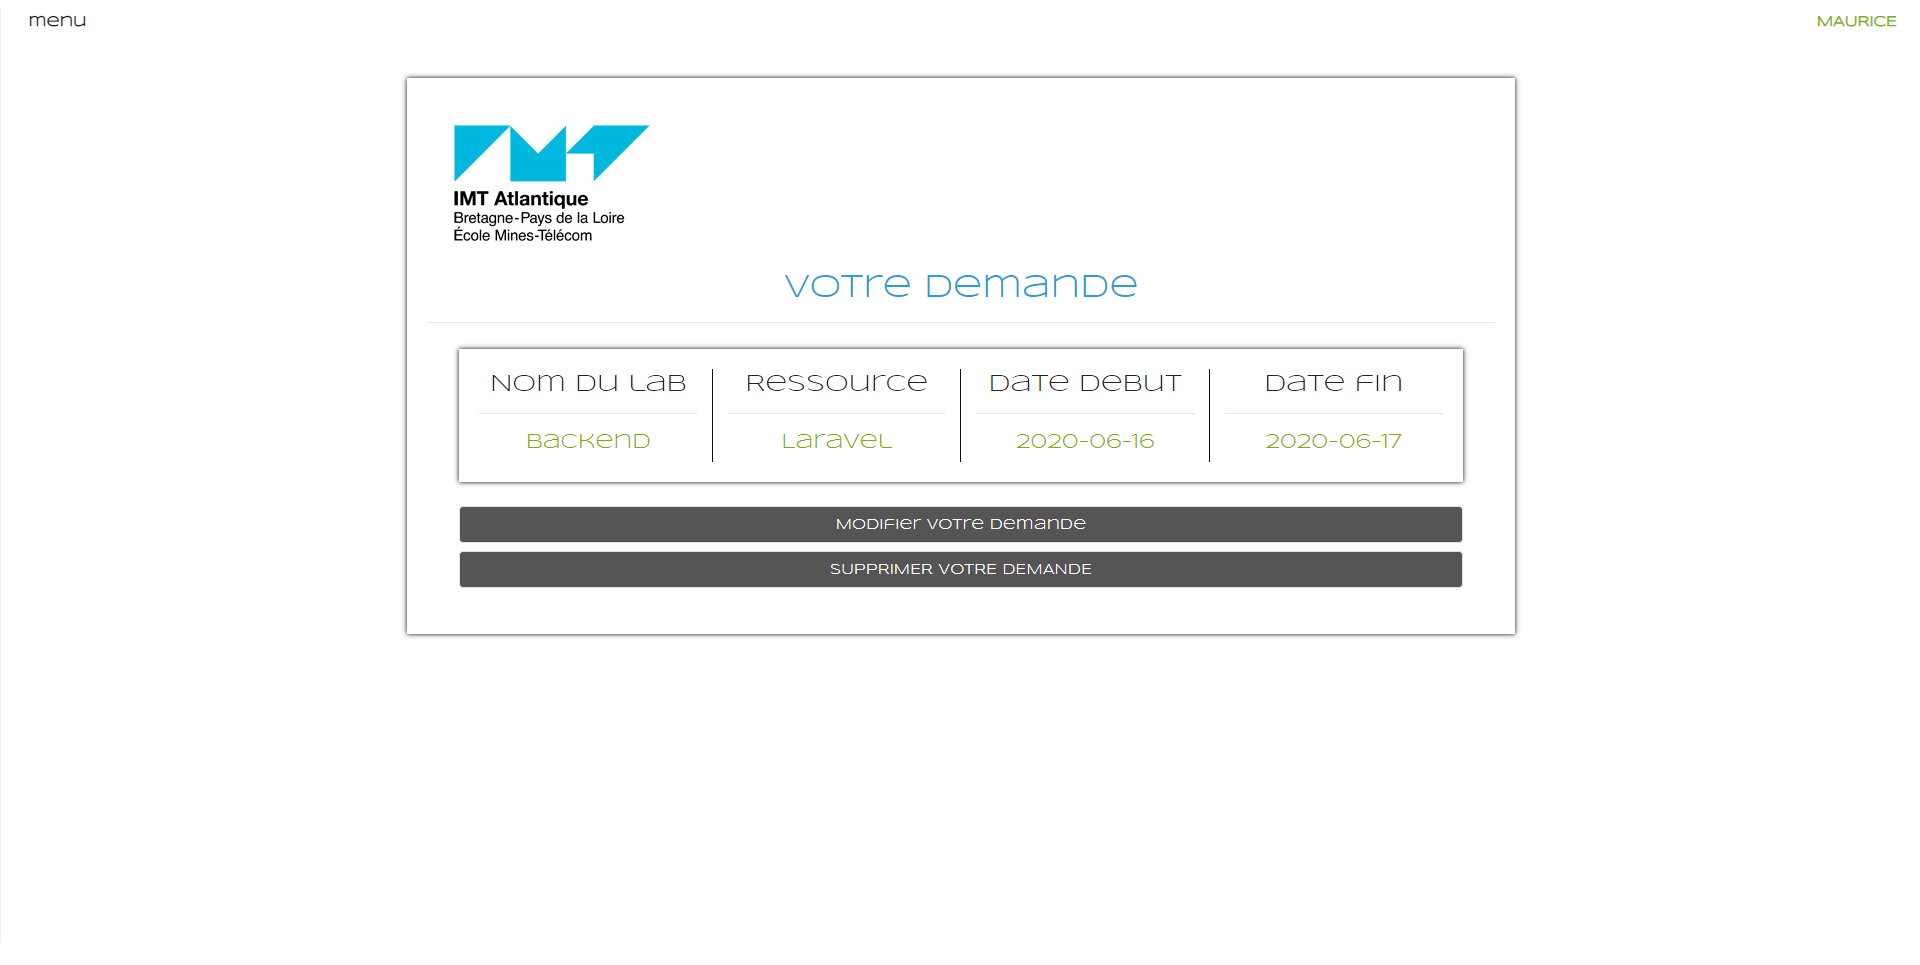 menu
MAURICE
IMT Atlantique
Bretagne-Pays de la Loire
École Mines-Télécom
Votre demande
Nom du lab
Ressource
Date debut
Date fin
Backend
Laravel
2020-06-16
2020-06-17
Modifier votre demande
SUPPRIMER VOTRE DEMANDE